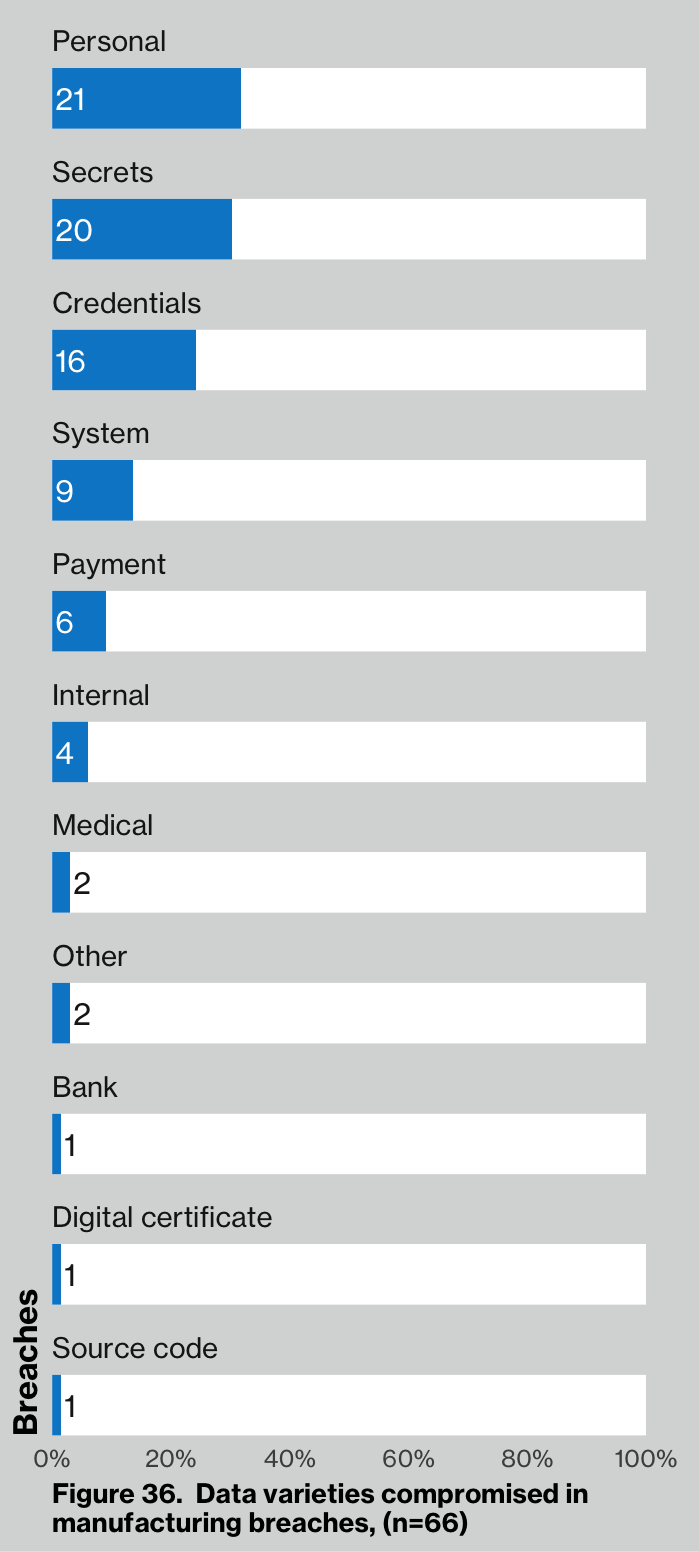 Personal
21
Secrets
20
Credentials
16
System
9
Payment
6
Internal
4
Medical
2
Other
2
Bank
1
Digital certificate
1
Source code
1
Breaches
0% 20% 40% 60% 80% 100%
Figure 36. Data varieties compromised in
manufacturing breaches, (n=66)